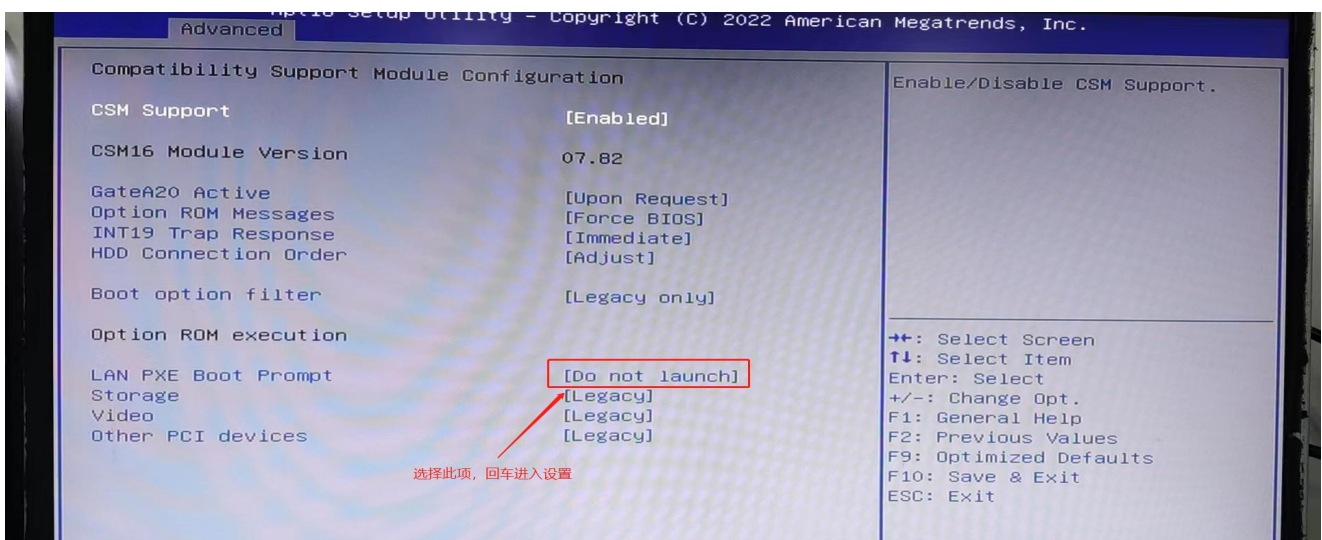 Aptio Setup Utility - Copyright (C) 2022 American Megatrends, Inc.
Advanced
Compatibility Support Module Configuration
Enable/Disable CSM Support.
CSM Support [Enabled]
CSM16 Module Version 07.82
GateA20 Active [Upon Request]
Option ROM Messages [Force BIOS]
INT19 Trap Response [Immediate]
HDD Connection Order [Adjust]
Boot option filter [Legacy only]
Option ROM execution
LAN PXE Boot Prompt [Do not launch]
Storage [Legacy]
Video [Legacy]
Other PCI devices [Legacy]
选择此项，回车进入设置
→←: Select Screen
↑↓: Select Item
Enter: Select
+/-: Change Opt.
F1: General Help
F2: Previous Values
F9: Optimized Defaults
F10: Save & Exit
ESC: Exit